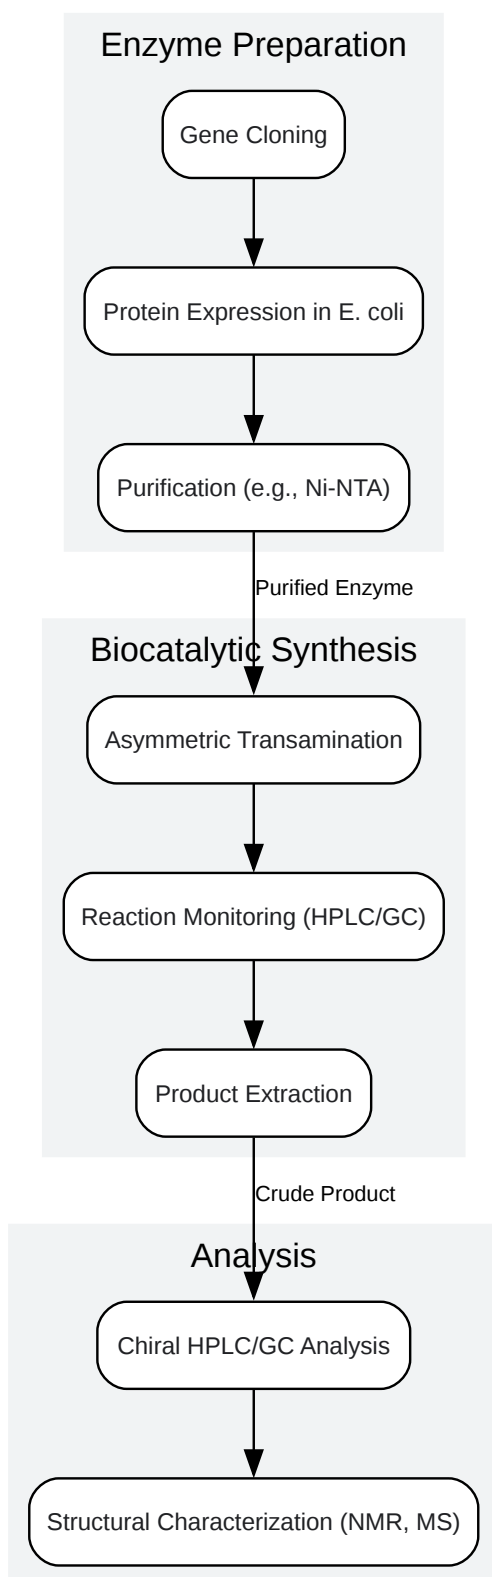 Enzyme Preparation
Gene Cloning
Protein Expression in E. coli
Purification (e.g., Ni-NTA)
Purified Enzyme
Biocatalytic Synthesis
Asymmetric Transamination
Reaction Monitoring (HPLC/GC)
Product Extraction
Crude Product
Analysis
Chiral HPLC/GC Analysis
Structural Characterization (NMR, MS)